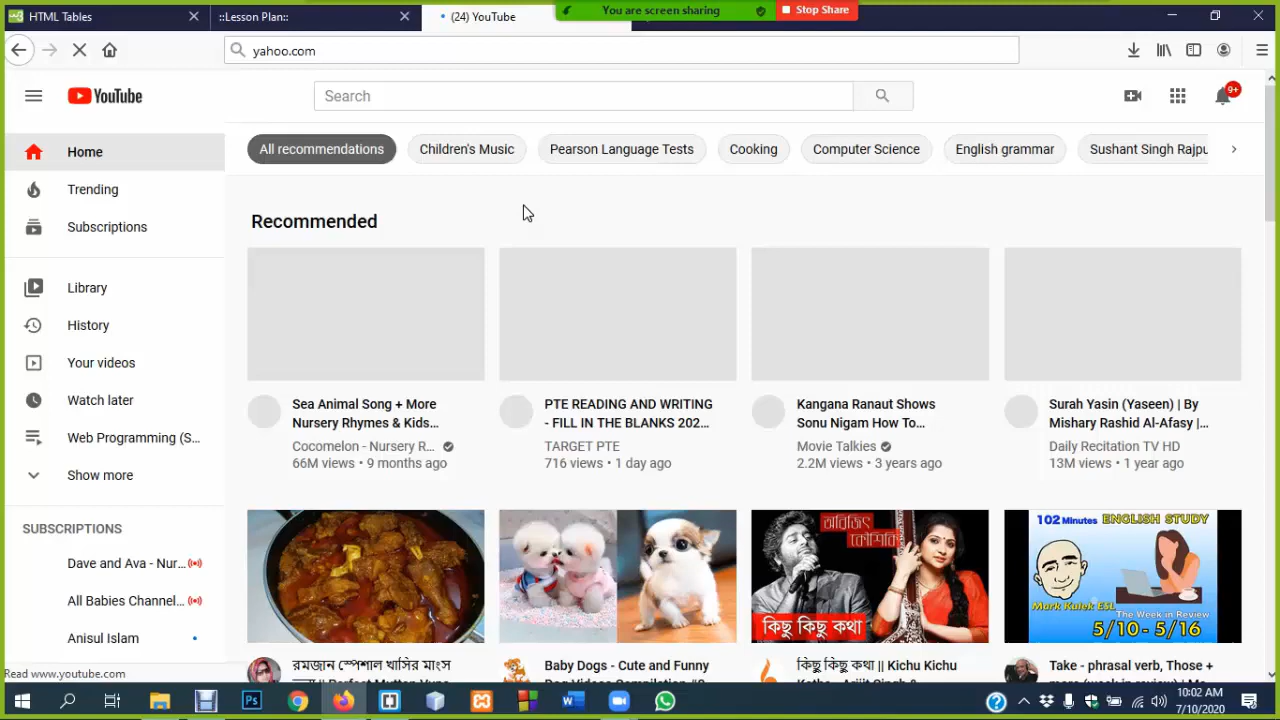 HTML Tables
::Lesson Plan::
(24) YouTube
You are screen sharing
Stop Share
yahoo.com
YouTube
Search
9+
All recommendations
Children's Music
Pearson Language Tests
Cooking
Computer Science
English grammar
Sushant Singh Rajpu
Home
Trending
Subscriptions
Library
History
Your videos
Watch later
Web Programming (S...
Show more
SUBSCRIPTIONS
Dave and Ava - Nur...
All Babies Channel...
Anisul Islam
Recommended
Sea Animal Song + More
Nursery Rhymes & Kids...
Cocomelon - Nursery R...
66M views • 9 months ago
PTE READING AND WRITING
- FILL IN THE BLANKS 202...
TARGET PTE
716 views • 1 day ago
Kangana Ranaut Shows
Sonu Nigam How To...
Movie Talkies
2.2M views • 3 years ago
Surah Yasin (Yaseen) | By
Mishary Rashid Al-Afasy |...
Daily Recitation TV HD
13M views • 1 year ago
অরিজিৎ
কৌশিকি
কিছু কিছু কথা
102 Minutes ENGLISH STUDY
Mark Kulek ESL
The Week in Review
5/10 - 5/16
রমজান স্পেশাল খাসির মাংস
Baby Dogs - Cute and Funny
কিছু কিছু কথা || Kichu Kichu
Take - phrasal verb, Those +
Read www.youtube.com
Ps
10:02 AM
7/10/2020